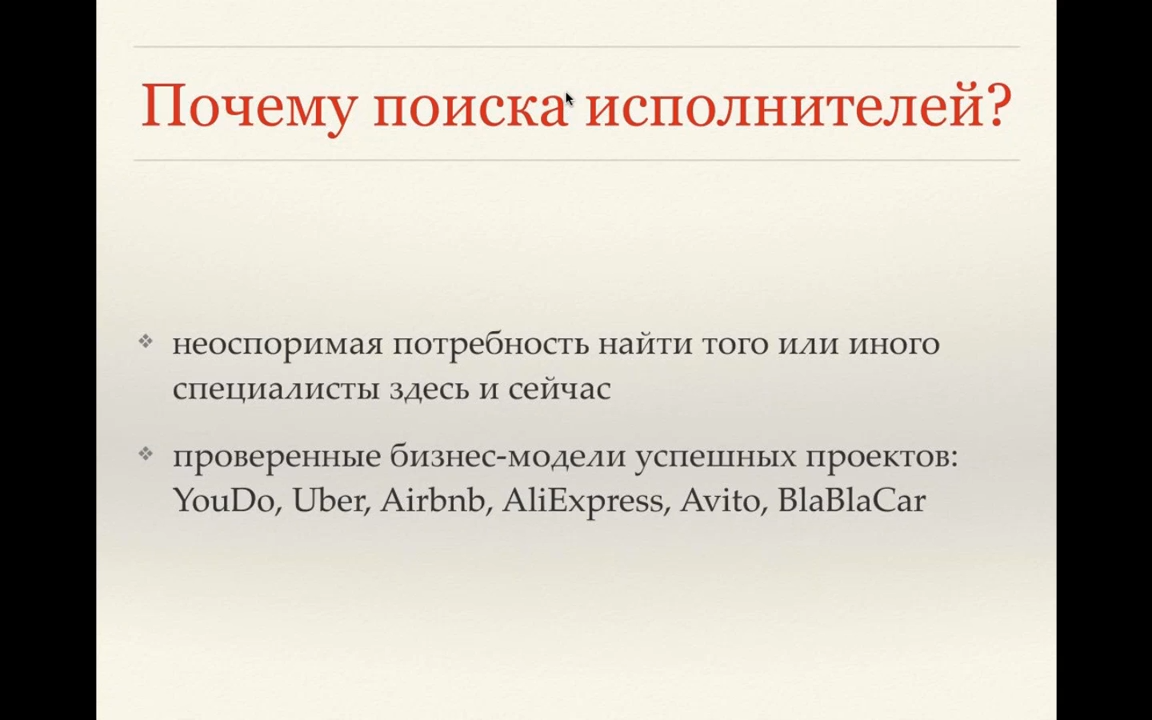 Почему поиска исполнителей?
неоспоримая потребность найти того или иного
специалисты здесь и сейчас
проверенные бизнес-модели успешных проектов:
YouDo, Uber, Airbnb, AliExpress, Avito, BlaBlaCar